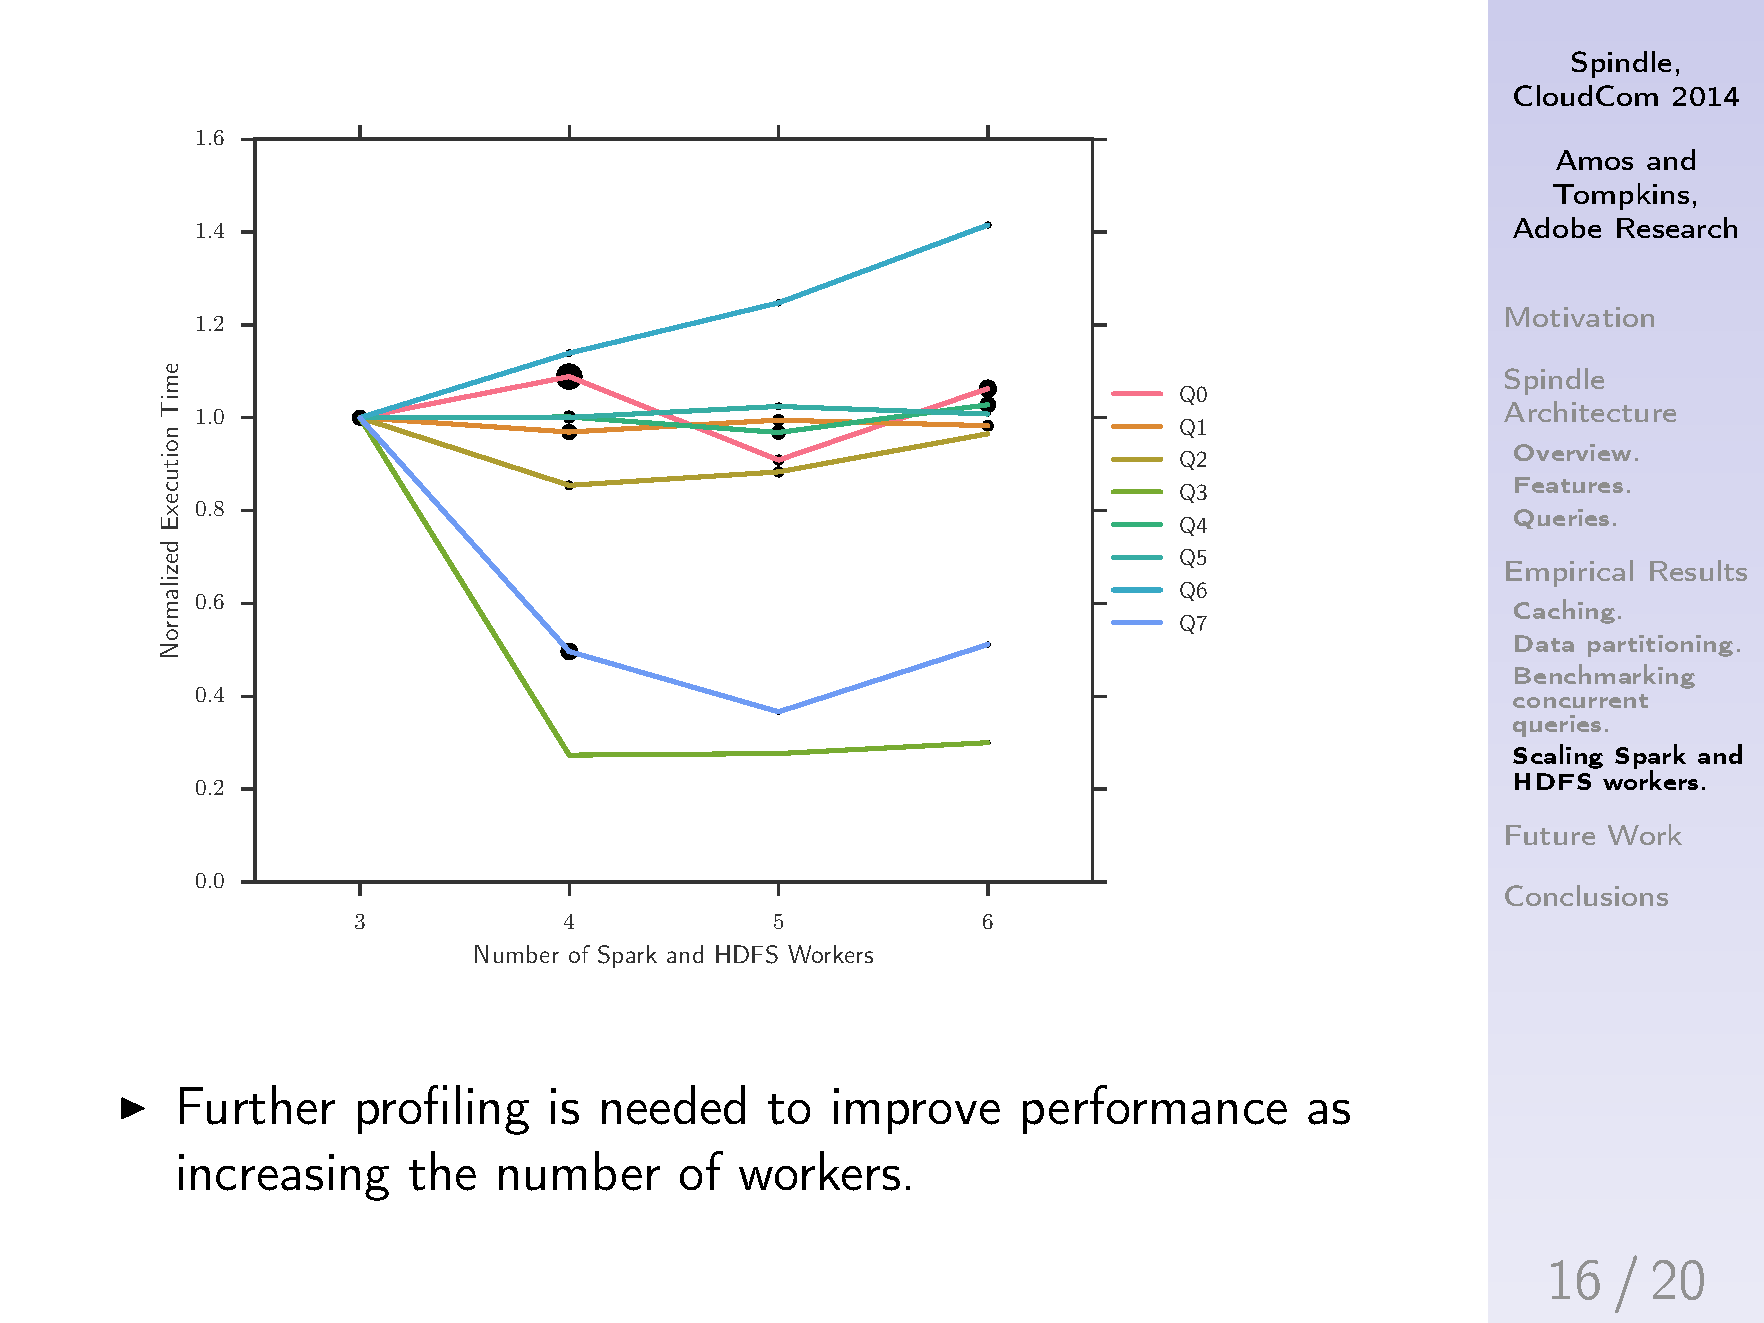 1.6
1.4
1.2
1.0
0.8
0.6
0.4
0.2
0.0
Normalized Execution Time
3 4 5 6
Number of Spark and HDFS Workers
Q0
Q1
Q2
Q3
Q4
Q5
Q6
Q7
Further profiling is needed to improve performance as
increasing the number of workers.
Spindle,
CloudCom 2014
Amos and
Tompkins,
Adobe Research
Motivation
Spindle
Architecture
Overview.
Features.
Queries.
Empirical Results
Caching.
Data partitioning.
Benchmarking
concurrent
queries.
Scaling Spark and
HDFS workers.
Future Work
Conclusions
16 / 20